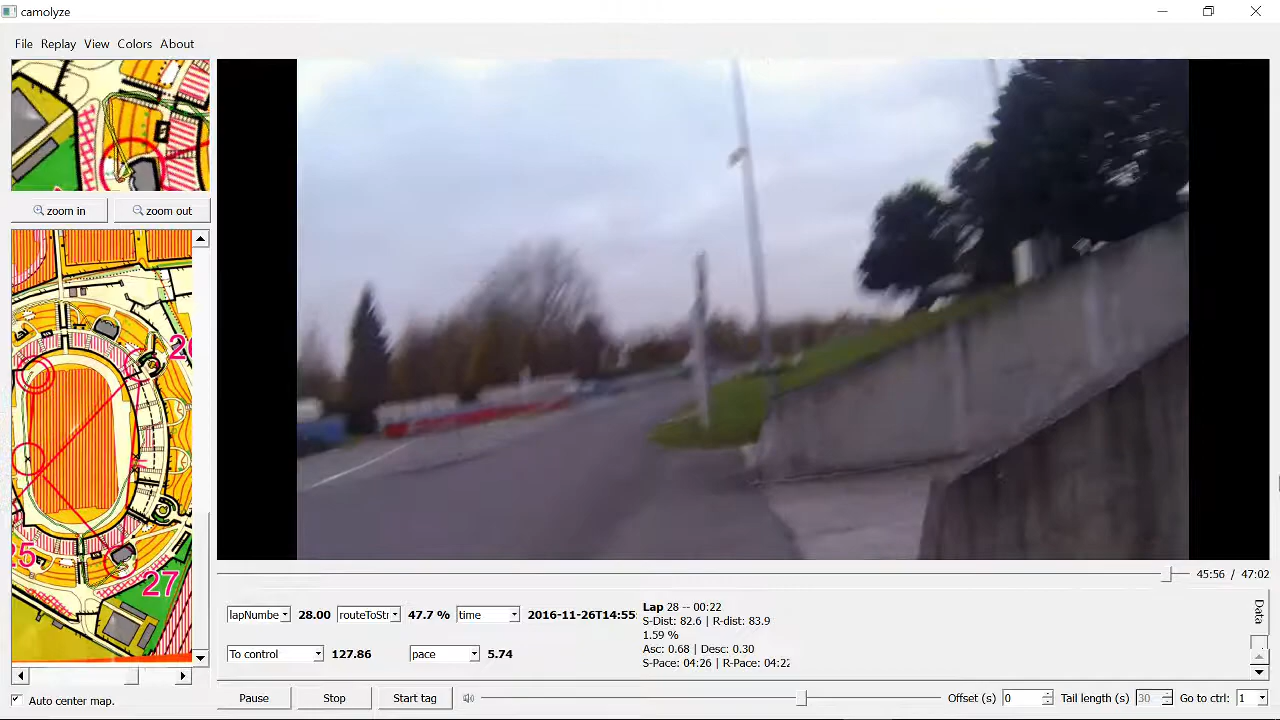 camolyze
File Replay View Colors About
zoom in zoom out
25
27
45:56 / 47:02
lapNumbe 28.00 routeToStr 47.7 % time 2016-11-26T14:55
To control 127.86 pace 5.74
Lap 28 -- 00:22
S-Dist: 82.6 | R-dist: 83.9
1.59 %
Asc: 0.68 | Desc: 0.30
S-Pace: 04:26 | R-Pace: 04:22
Data
Auto center map.
Pause Stop Start tag Offset (s) 0 Tail length (s) 30 Go to ctrl: 1